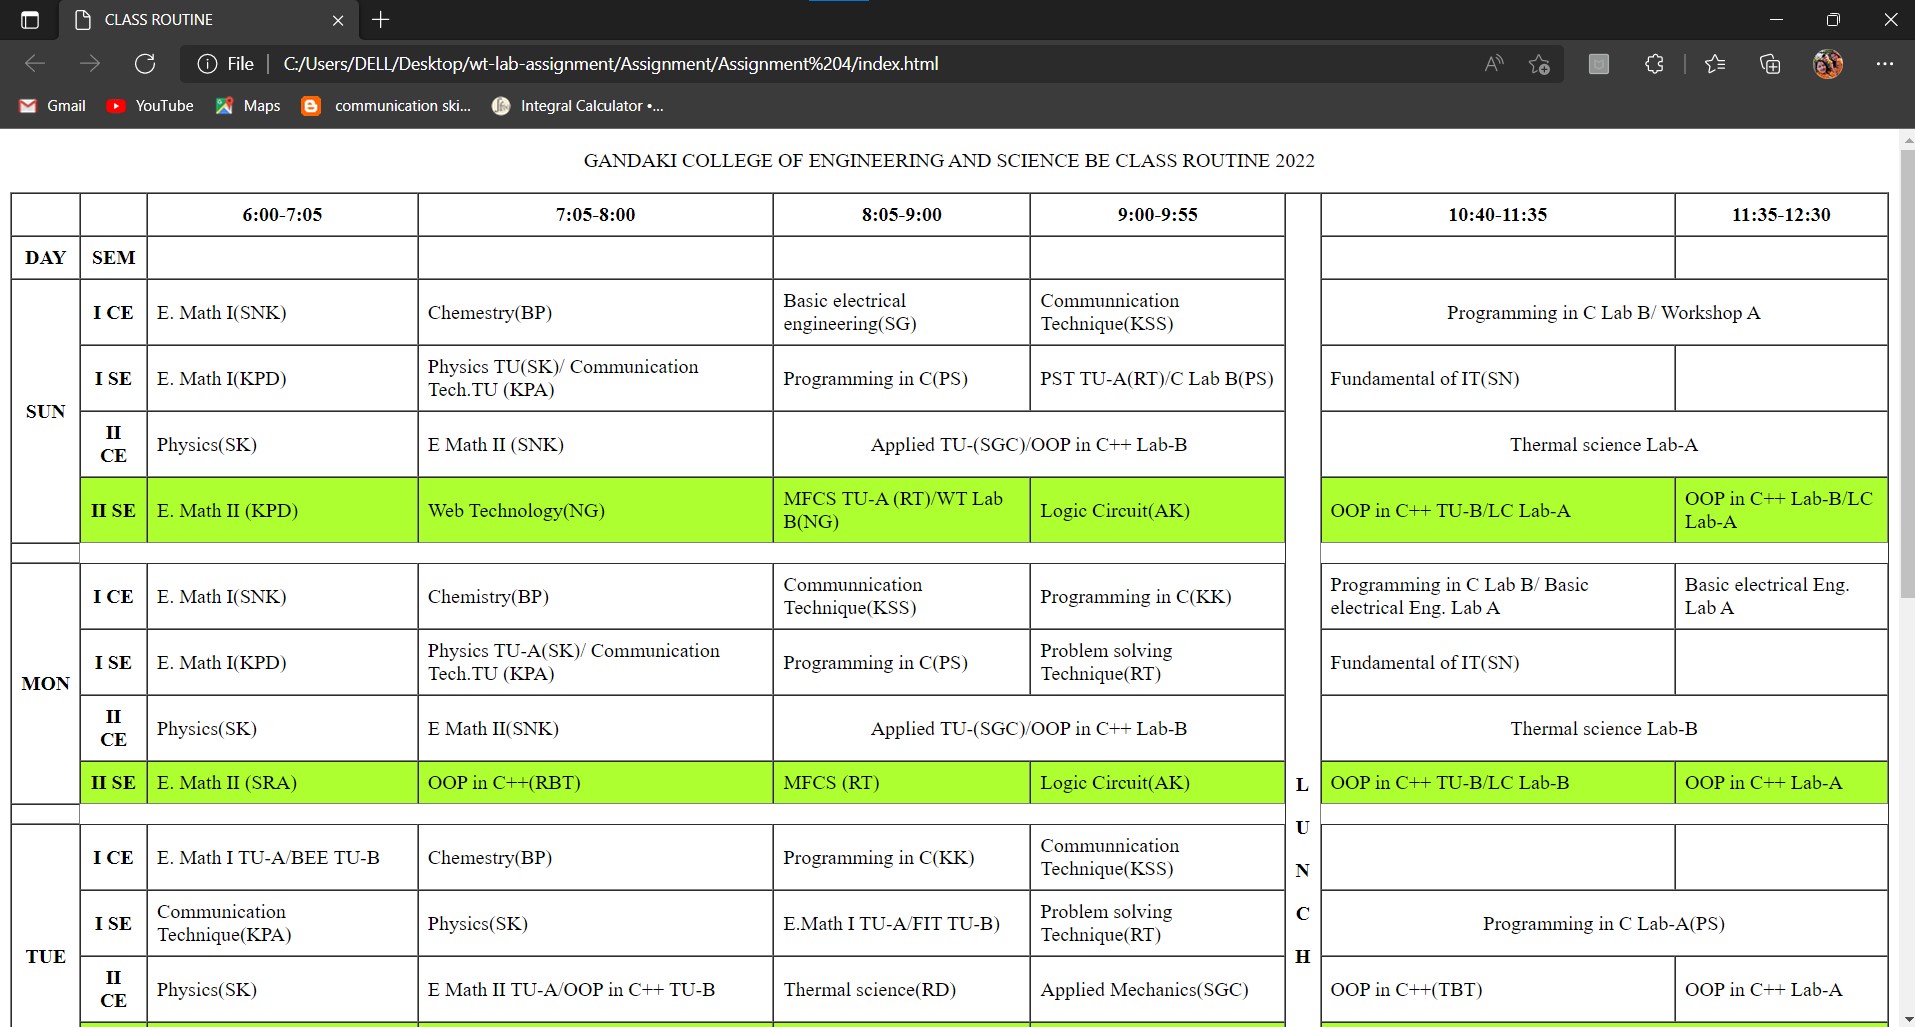 CLASS ROUTINE
File
C:/Users/DELL/Desktop/wt-lab-assignment/Assignment/Assignment%204/index.html
Gmail YouTube Maps communication ski... Integral Calculator •...
GANDAKI COLLEGE OF ENGINEERING AND SCIENCE BE CLASS ROUTINE 2022
6:00-7:05 7:05-8:00 8:05-9:00 9:00-9:55 10:40-11:35 11:35-12:30
DAY SEM
SUN
I CE
E. Math I(SNK)
Chemestry(BP)
Basic electrical
engineering(SG)
Communnication
Technique(KSS)
Programming in C Lab B/ Workshop A
I SE
E. Math I(KPD)
Physics TU(SK)/ Communication
Tech.TU (KPA)
Programming in C(PS)
PST TU-A(RT)/C Lab B(PS)
Fundamental of IT(SN)
II
CE
Physics(SK)
E Math II (SNK)
Applied TU-(SGC)/OOP in C++ Lab-B
Thermal science Lab-A
II SE
E. Math II (KPD)
Web Technology(NG)
MFCS TU-A (RT)/WT Lab
B(NG)
Logic Circuit(AK)
OOP in C++ TU-B/LC Lab-A
OOP in C++ Lab-B/LC
Lab-A
MON
I CE
E. Math I(SNK)
Chemistry(BP)
Communnication
Technique(KSS)
Programming in C(KK)
Programming in C Lab B/ Basic
electrical Eng. Lab A
Basic electrical Eng.
Lab A
I SE
E. Math I(KPD)
Physics TU-A(SK)/ Communication
Tech.TU (KPA)
Programming in C(PS)
Problem solving
Technique(RT)
Fundamental of IT(SN)
II
CE
Physics(SK)
E Math II(SNK)
Applied TU-(SGC)/OOP in C++ Lab-B
Thermal science Lab-B
II SE
E. Math II (SRA)
OOP in C++(RBT)
MFCS (RT)
Logic Circuit(AK)
OOP in C++ TU-B/LC Lab-B
OOP in C++ Lab-A
L
U
N
C
H
TUE
I CE
E. Math I TU-A/BEE TU-B
Chemestry(BP)
Programming in C(KK)
Communnication
Technique(KSS)
I SE
Communication
Technique(KPA)
Physics(SK)
E.Math I TU-A/FIT TU-B)
Problem solving
Technique(RT)
Programming in C Lab-A(PS)
II
CE
Physics(SK)
E Math II TU-A/OOP in C++ TU-B
Thermal science(RD)
Applied Mechanics(SGC)
OOP in C++(TBT)
OOP in C++ Lab-A